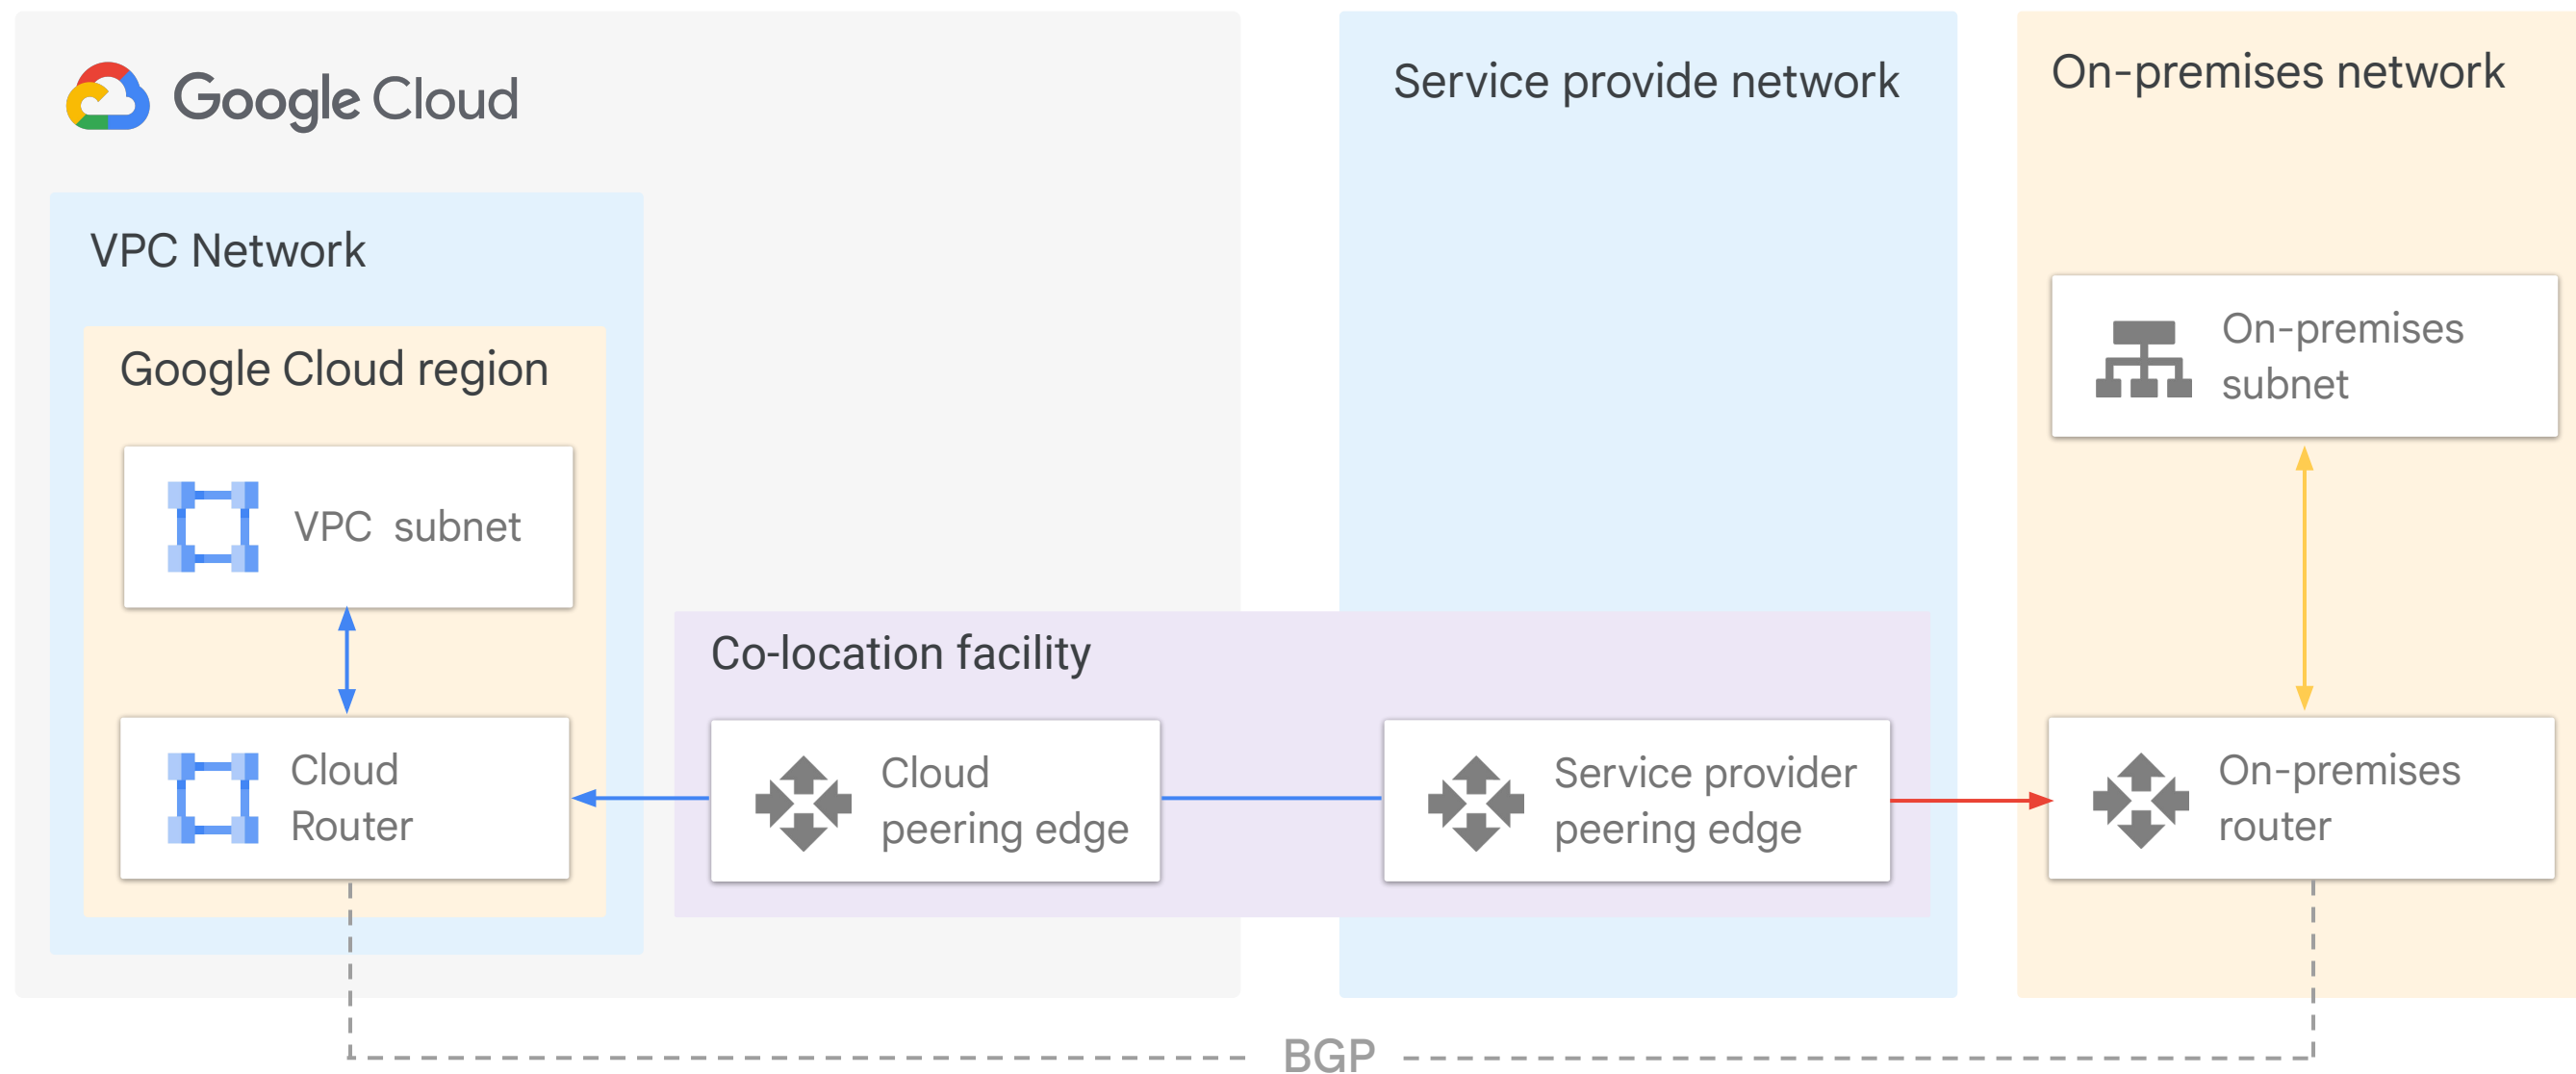 Google Cloud
Service provide network
On-premises network
VPC Network
Google Cloud region
On-premises
subnet
VPC subnet
Co-location facility
Cloud
Router
Cloud
peering edge
Service provider
peering edge
On-premises
router
BGP